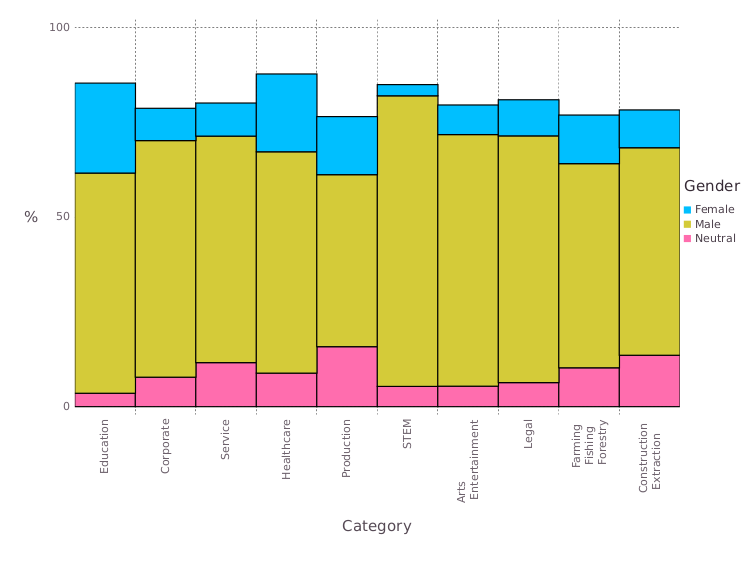 100
50
0
%
Gender
Female
Male
Neutral
Education
Corporate
Service
Healthcare
Production
STEM
Arts
Entertainment
Legal
Farming
Fishing
Forestry
Construction
Extraction
Category